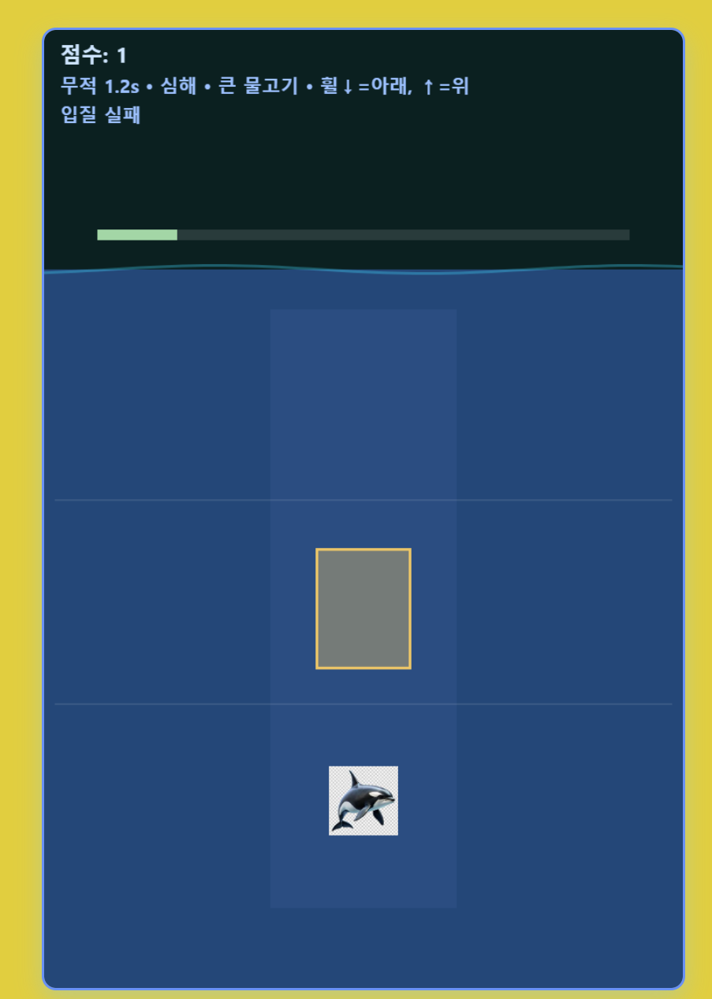 점수: 1
무적 1.2s • 심해 • 큰 물고기 • 휠↓=아래, ↑=위
입질 실패